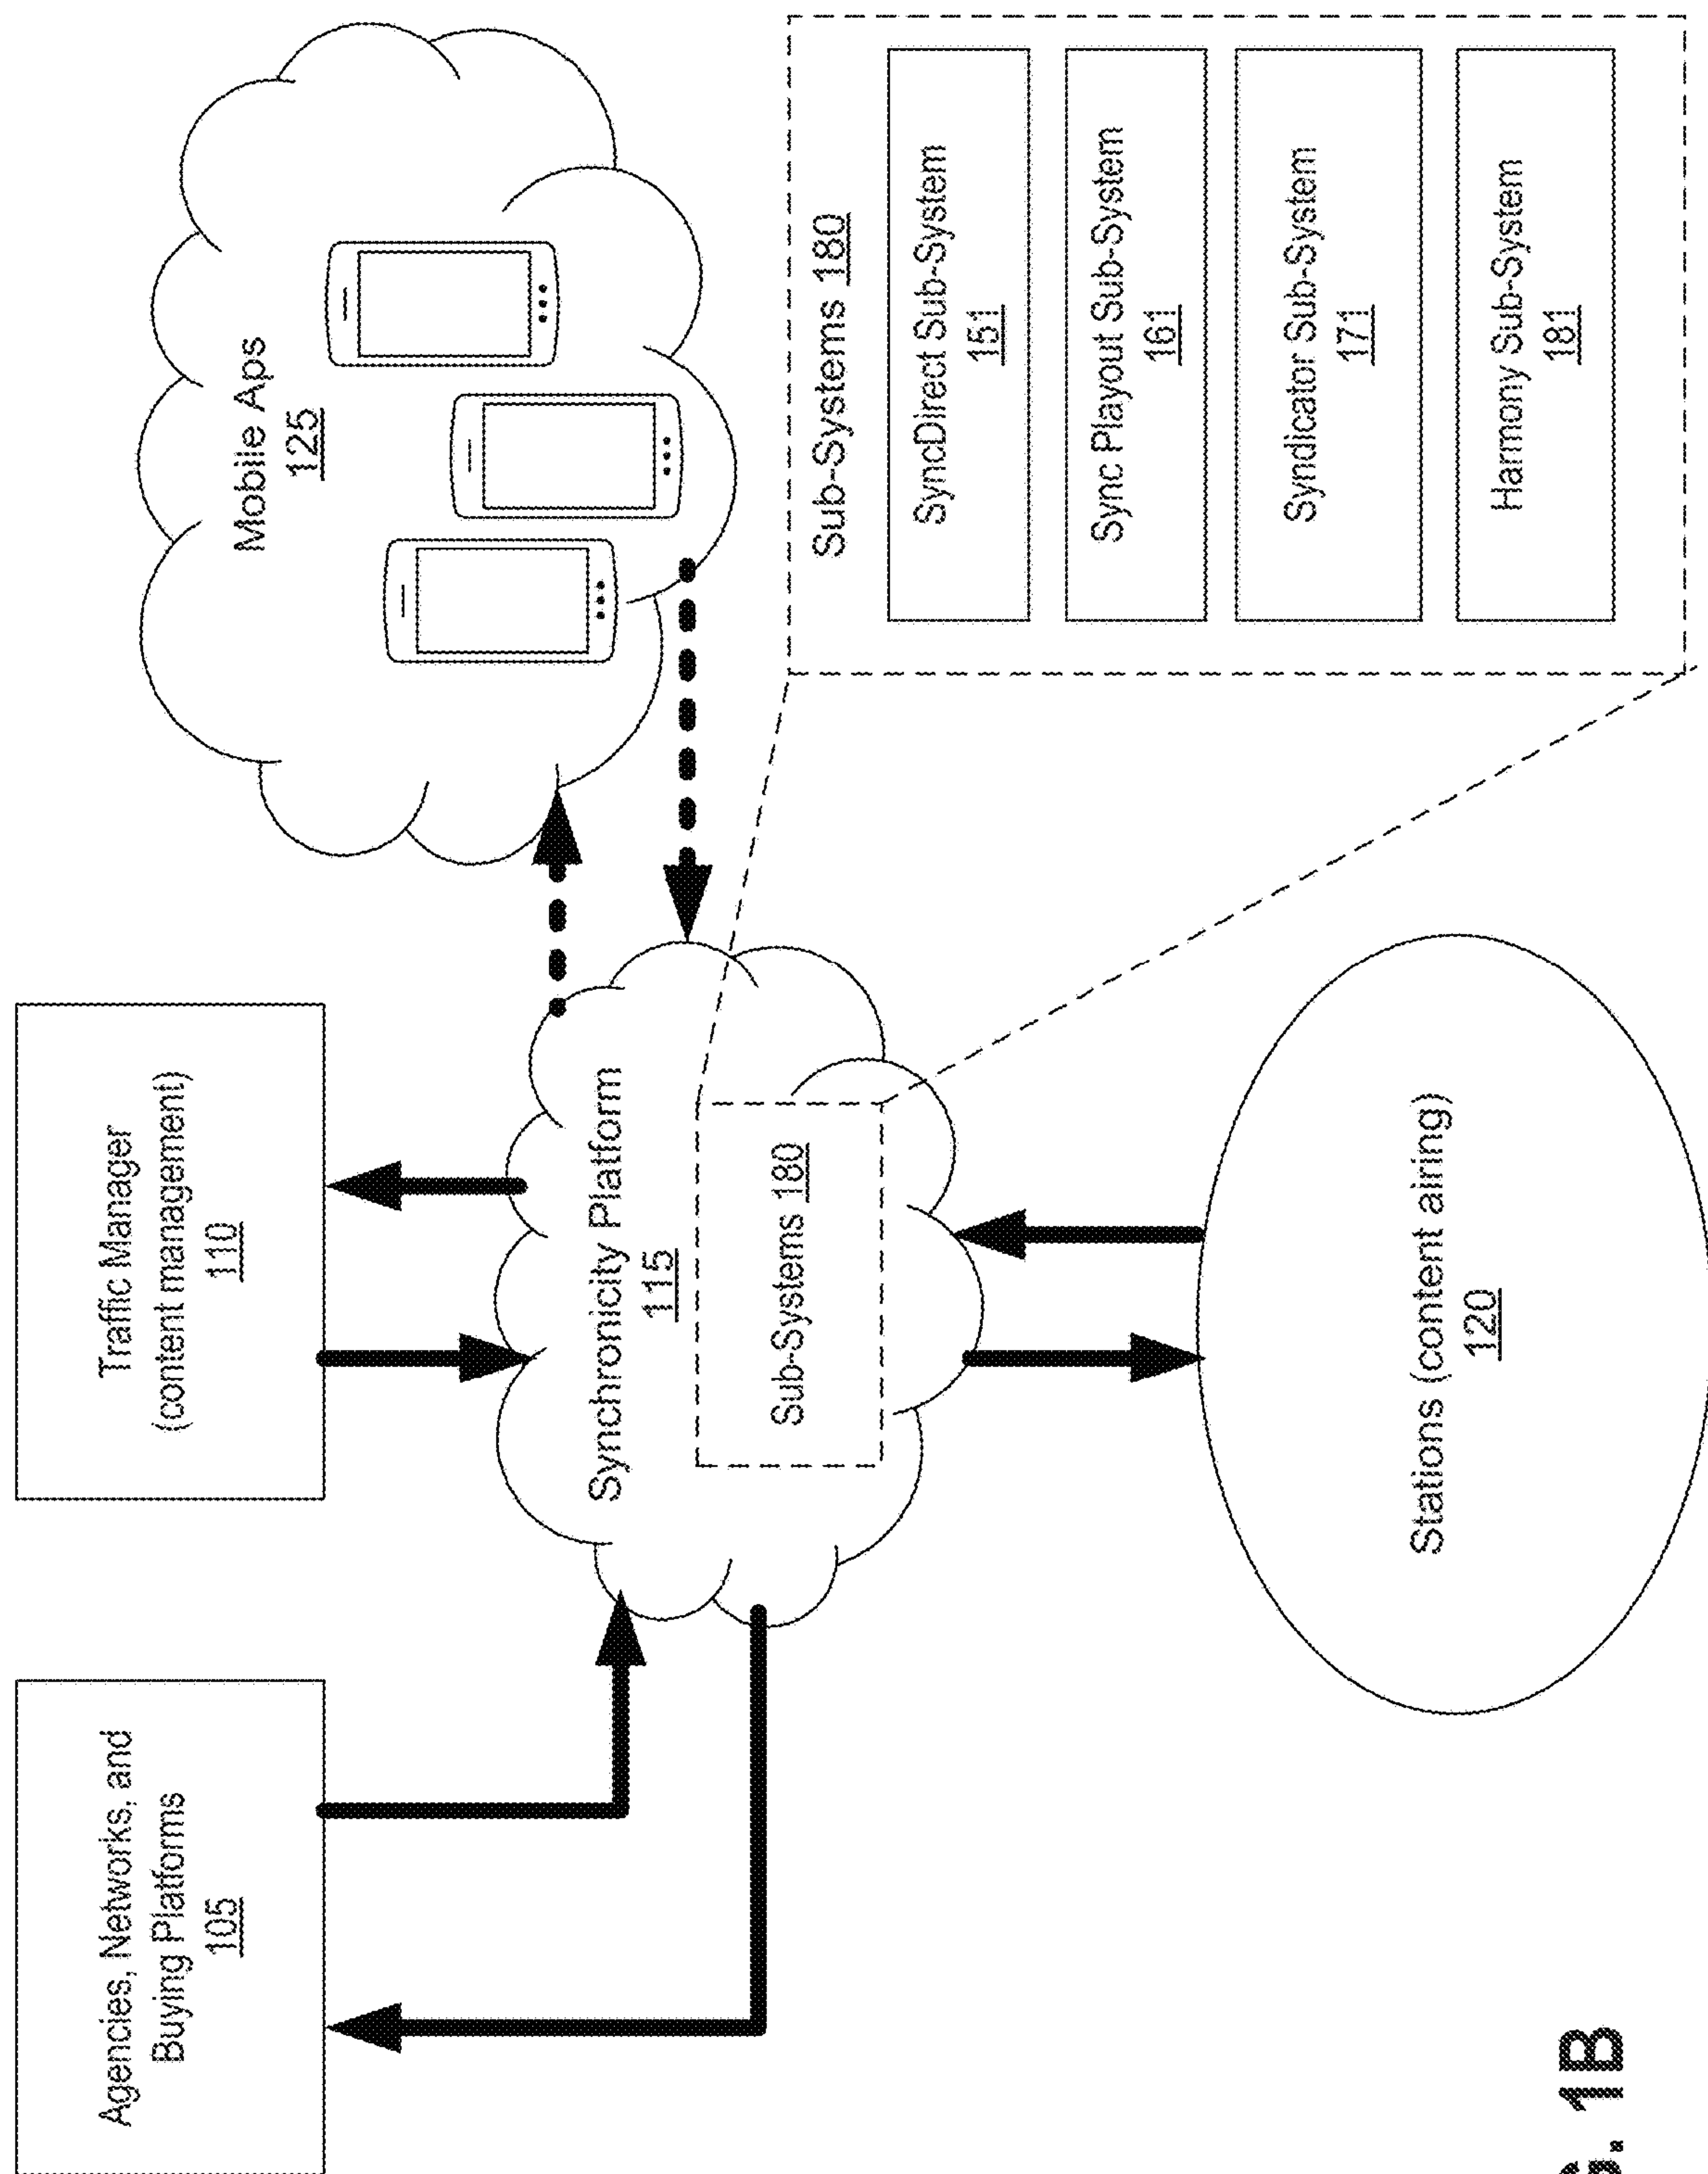 Agencies, Networks, and
Buying Platforms
105
Traffic Manager
(content management)
110
Mobile Aps
125
Synchronicity Platform
115
Sub-Systems 180
Sub-Systems 180
SyncDirect Sub-System
151
Sync Playout Sub-System
161
Syndicator Sub-System
171
Harmony Sub-System
181
Stations (content airing)
120
. 1B